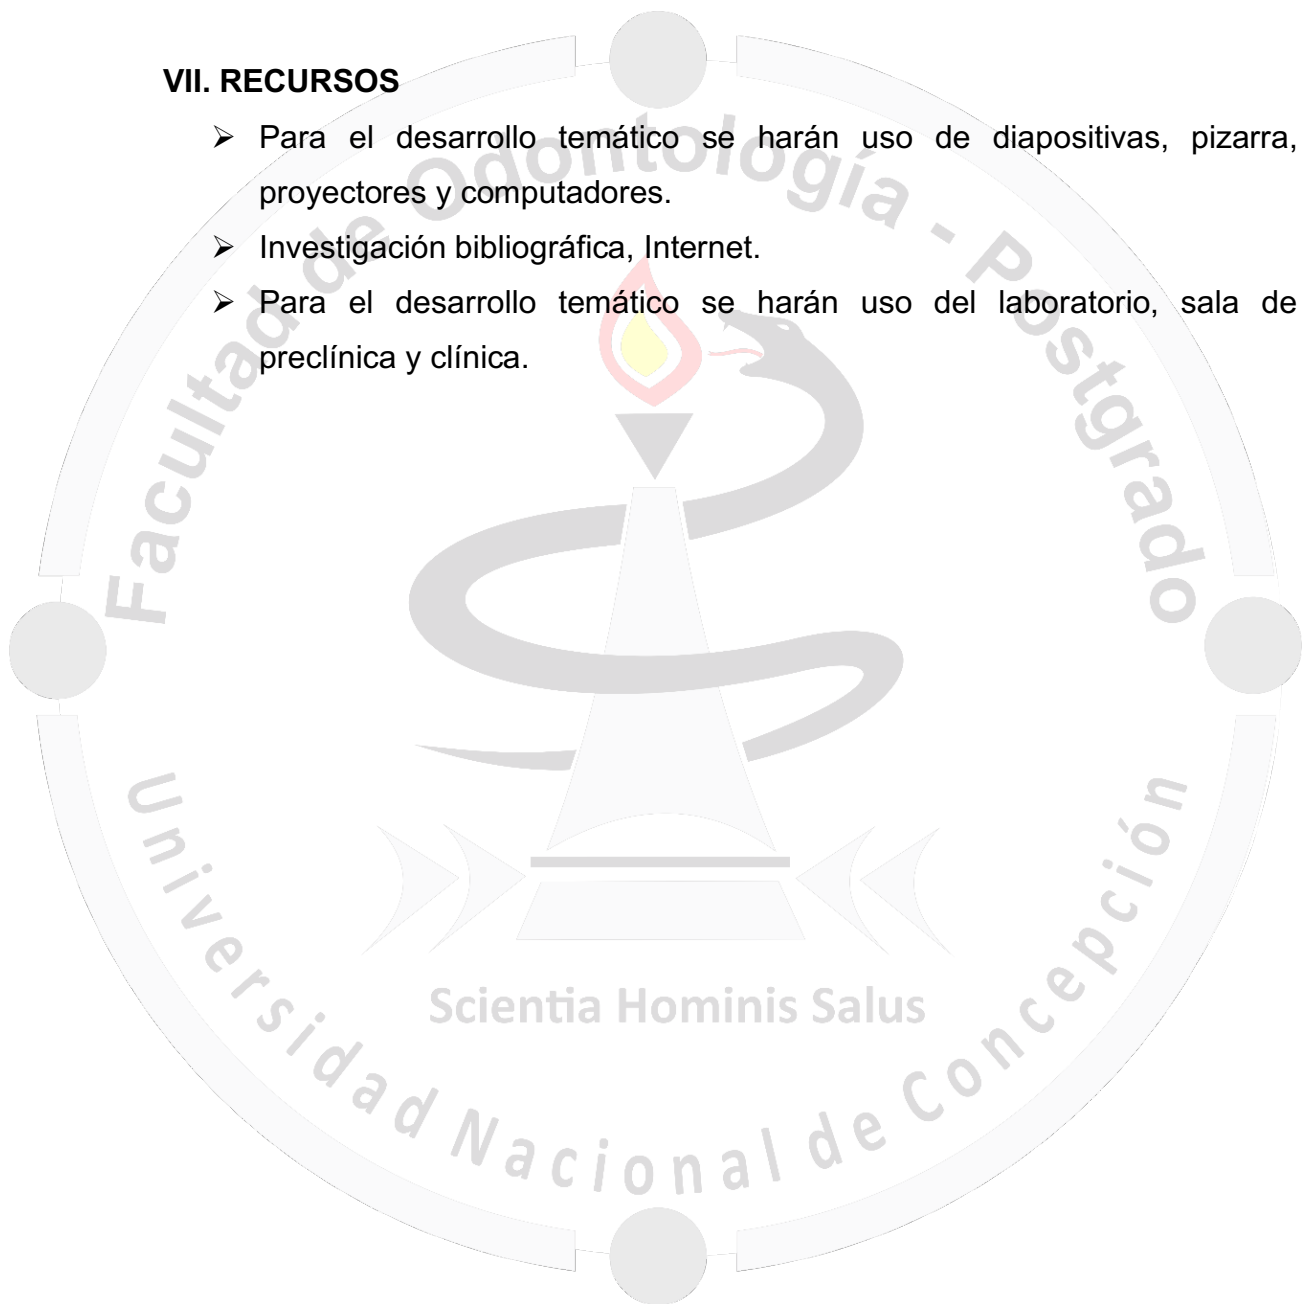 VII. RECURSOS
➢ Para el desarrollo temático se harán uso de diapositivas, pizarra,
proyectores y computadores.
➢ Investigación bibliográfica, Internet.
➢ Para el desarrollo temático se harán uso del laboratorio, sala de
preclínica y clínica.
Facultad de Odontología - Postgrado
Scientia Hominis Salus
Universidad Nacional de Concepción